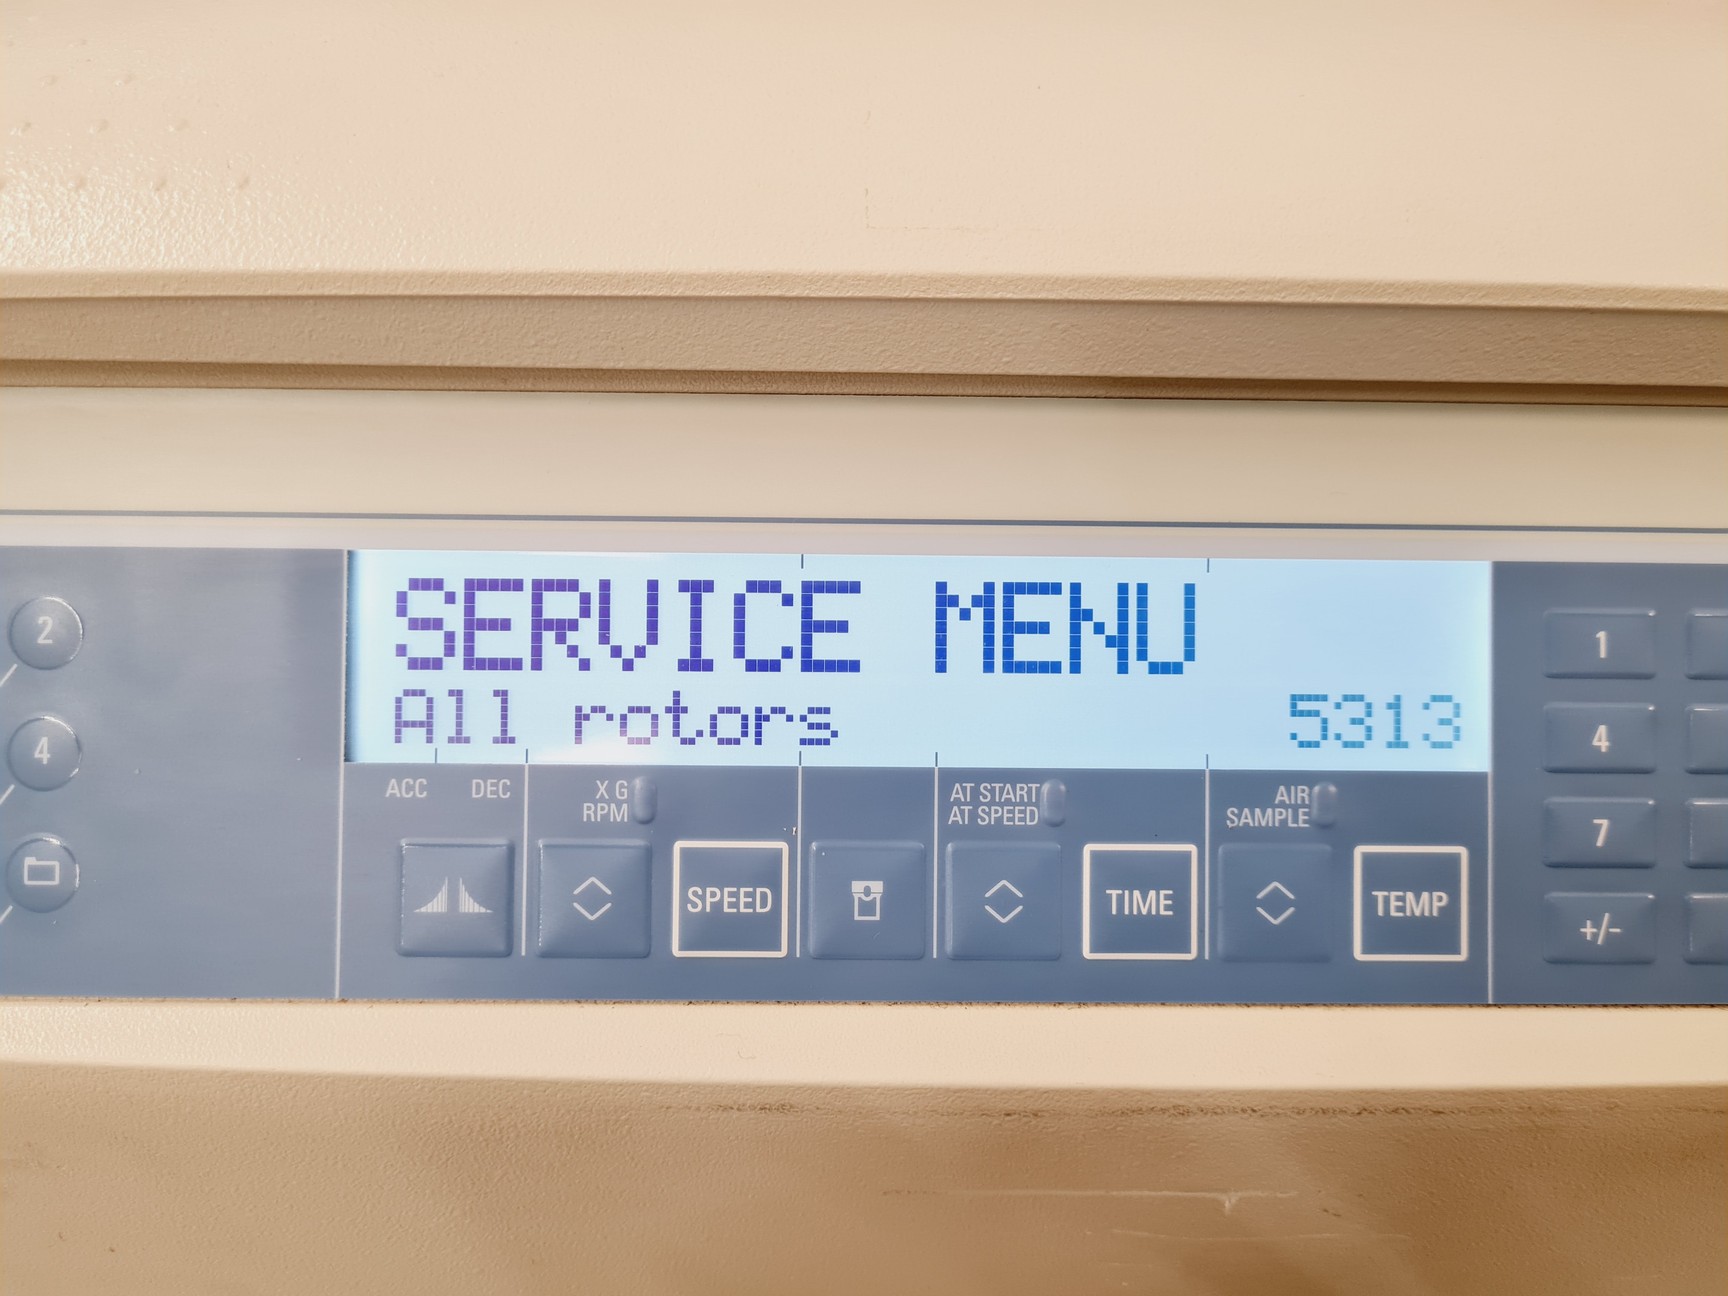 SERVICE MENU
All rotors 5313
ACC DEC
X G
RPM
AT START
AT SPEED
AIR
SAMPLE
SPEED
TIME
TEMP
2
4
1
4
7
+/-